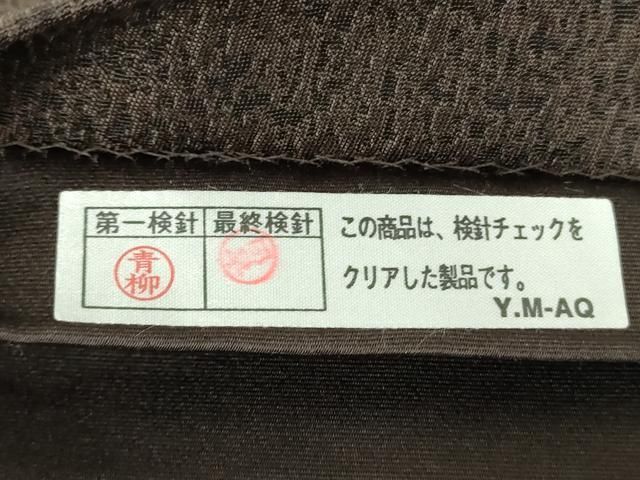 第一検針 最終検針
青柳
この商品は、検針チェックを
クリアした製品です。
Y.M-AQ